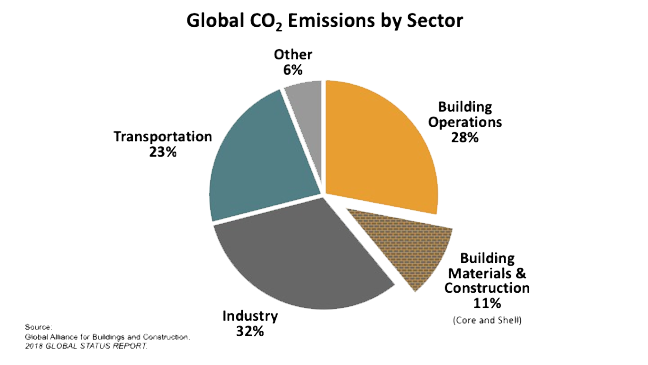 Global CO₂ Emissions by Sector
Other
6%
Building
Operations
28%
Transportation
23%
Building
Materials &
Construction
11%
(Core and Shell)
Industry
32%
Source:
Global Alliance for Buildings and Construction.
2018 GLOBAL STATUS REPORT.